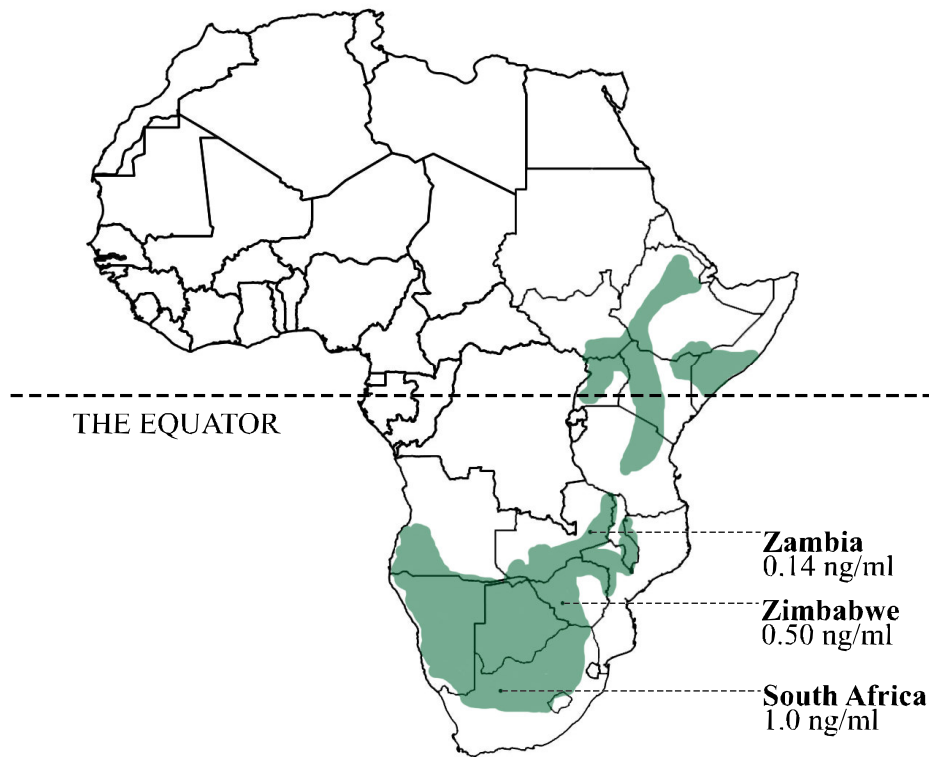 THE EQUATOR
Zambia
0.14 ng/ml
Zimbabwe
0.50 ng/ml
South Africa
1.0 ng/ml